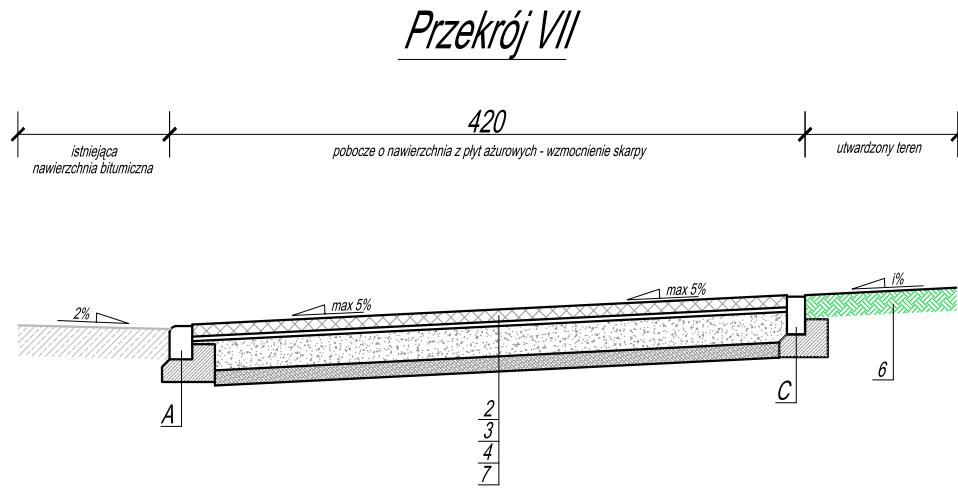 Przekrój VII
420
istniejąca
nawierzchnia bitumiczna
pobocze o nawierzchnia z płyt ażurowych - wzmocnienie skarpy
utwardzony teren
2%
max 5%
max 5%
i%
A
C
6
2
3
4
7